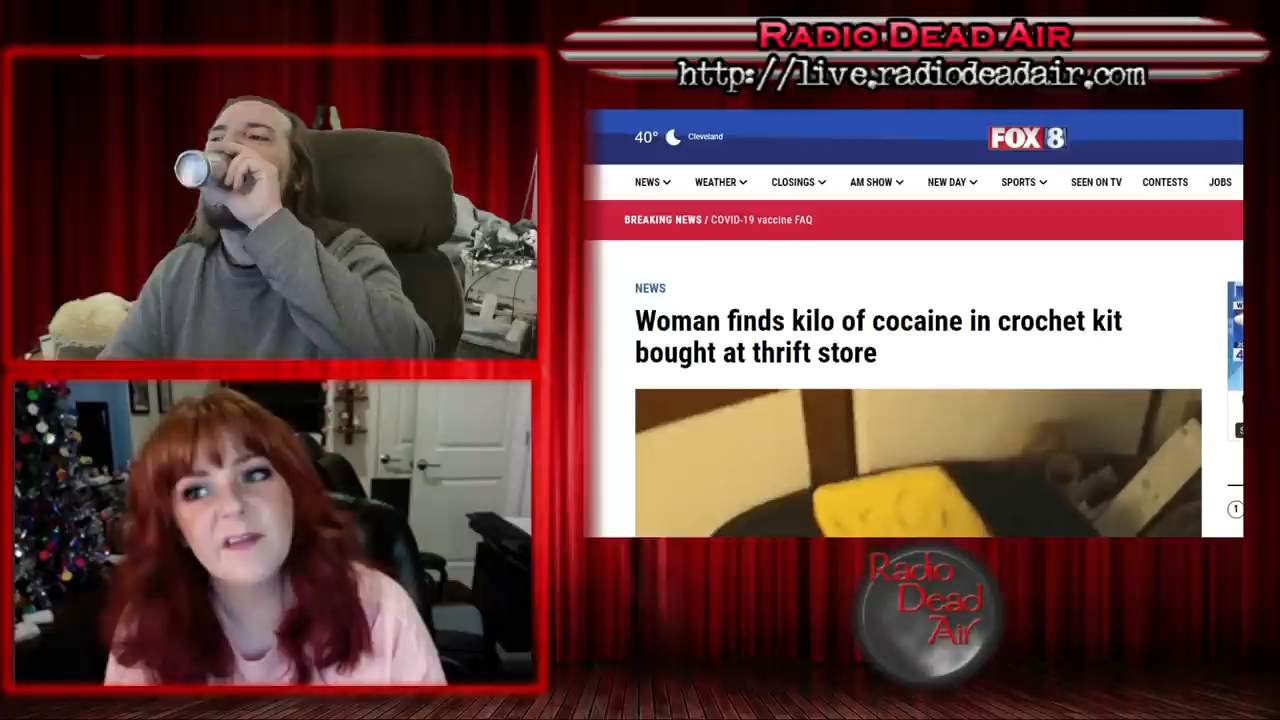 RADIO DEAD AIR
http://live.radiodeadair.com
40° Cleveland
FOX 8
NEWS WEATHER CLOSINGS AM SHOW NEW DAY SPORTS SEEN ON TV CONTESTS JOBS
BREAKING NEWS / COVID-19 vaccine FAQ
NEWS
Woman finds kilo of cocaine in crochet kit
bought at thrift store
1
Radio
Dead
Air